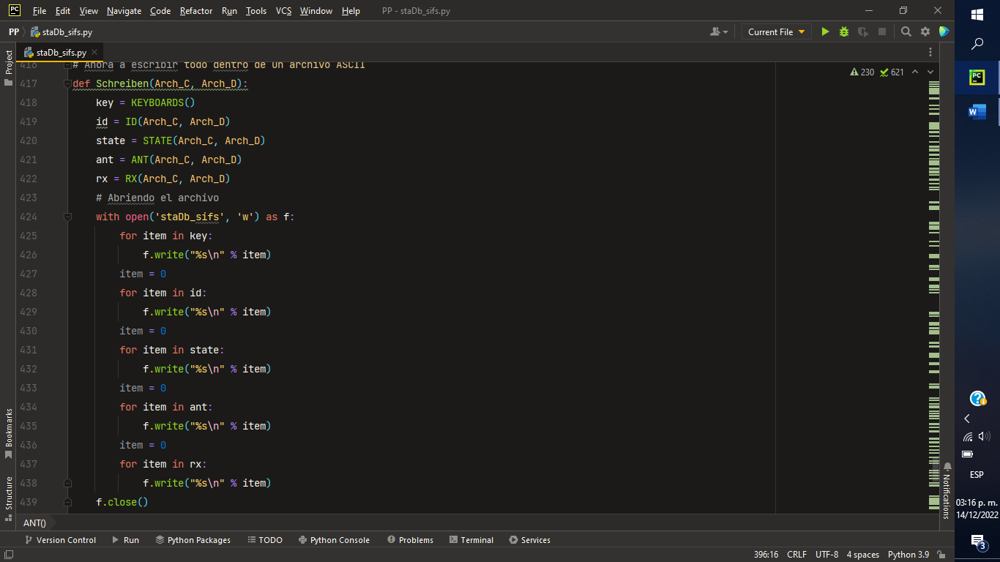 PC File Edit View Navigate Code Refactor Run Tools VCS Window Help PP - staDb_sifs.py
PP staDb_sifs.py Current File
Project
staDb_sifs.py
230 621
416 # Ahora a escribir todo dentro de un archivo ASCII
417 def Schreiben(Arch_C, Arch_D):
418 key = KEYBOARDS()
419 id = ID(Arch_C, Arch_D)
420 state = STATE(Arch_C, Arch_D)
421 ant = ANT(Arch_C, Arch_D)
422 rx = RX(Arch_C, Arch_D)
423 # Abriendo el archivo
424 with open('staDb_sifs', 'w') as f:
425 for item in key:
426 f.write("%s\n" % item)
427 item = 0
428 for item in id:
429 f.write("%s\n" % item)
430 item = 0
431 for item in state:
432 f.write("%s\n" % item)
433 item = 0
434 for item in ant:
435 f.write("%s\n" % item)
436 item = 0
437 for item in rx:
438 f.write("%s\n" % item)
439 f.close()
Bookmarks
Structure
Notifications
ANT()
Version Control Run Python Packages TODO Python Console Problems Terminal Services
396:16 CRLF UTF-8 4 spaces Python 3.9
PC
W
ESP
03:16 p. m.
14/12/2022
3